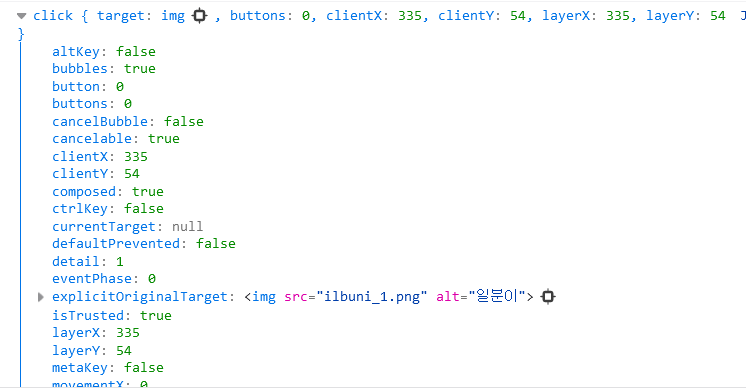 click { target: img , buttons: 0, clientX: 335, clientY: 54, layerX: 335, layerY: 54
}
altKey: false
bubbles: true
button: 0
buttons: 0
cancelBubble: false
cancelable: true
clientX: 335
clientY: 54
composed: true
ctrlKey: false
currentTarget: null
defaultPrevented: false
detail: 1
eventPhase: 0
explicitOriginalTarget: <img src="ilbuni_1.png" alt="일분이">
isTrusted: true
layerX: 335
layerY: 54
metaKey: false
movementX: 0